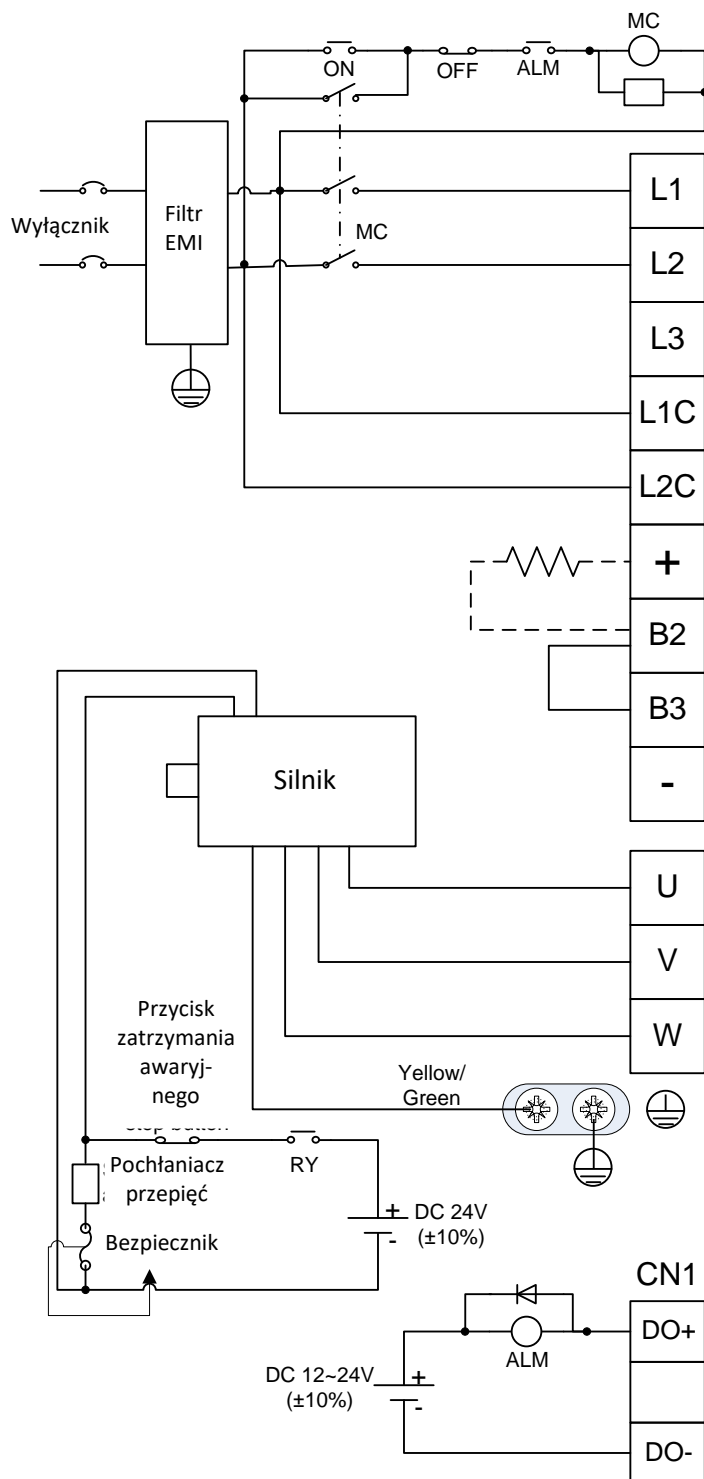 MC
ON
OFF
ALM
L1
Wyłącznik
Filtr
EMI
MC
L2
L3
L1C
L2C
+
B2
B3
-
Silnik
U
V
W
Przycisk
zatrzymania
awaryj-
nego
Yellow/
Green
RY
Pochłaniacz
przepięć
Bezpiecznik
+
-
DC 24V
(±10%)
CN1
DO+
ALM
DC 12~24V
(±10%)
+
-
DO-